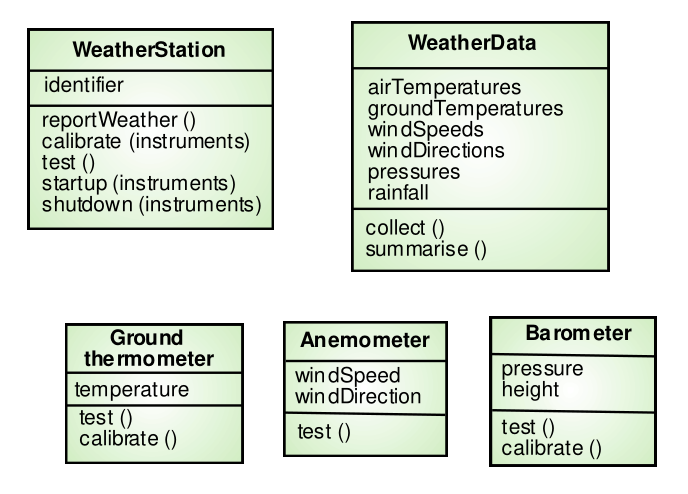 WeatherStation
identifier
reportWeather ()
calibrate (instruments)
test ()
startup (instruments)
shutdown (instruments)
WeatherData
airTemperatures
groundTemperatures
windSpeeds
windDirections
pressures
rainfall
collect ()
summarise ()
Ground
thermometer
temperature
test ()
calibrate ()
Anemometer
windSpeed
windDirection
test ()
Barometer
pressure
height
test ()
calibrate ()